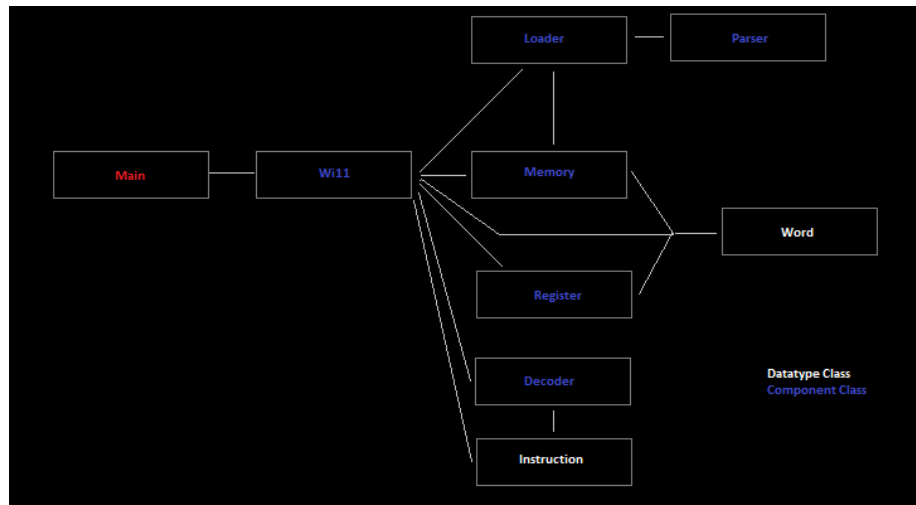 Loader
Parser
Main
Wi11
Memory
Word
Register
Decoder
Datatype Class
Component Class
Instruction